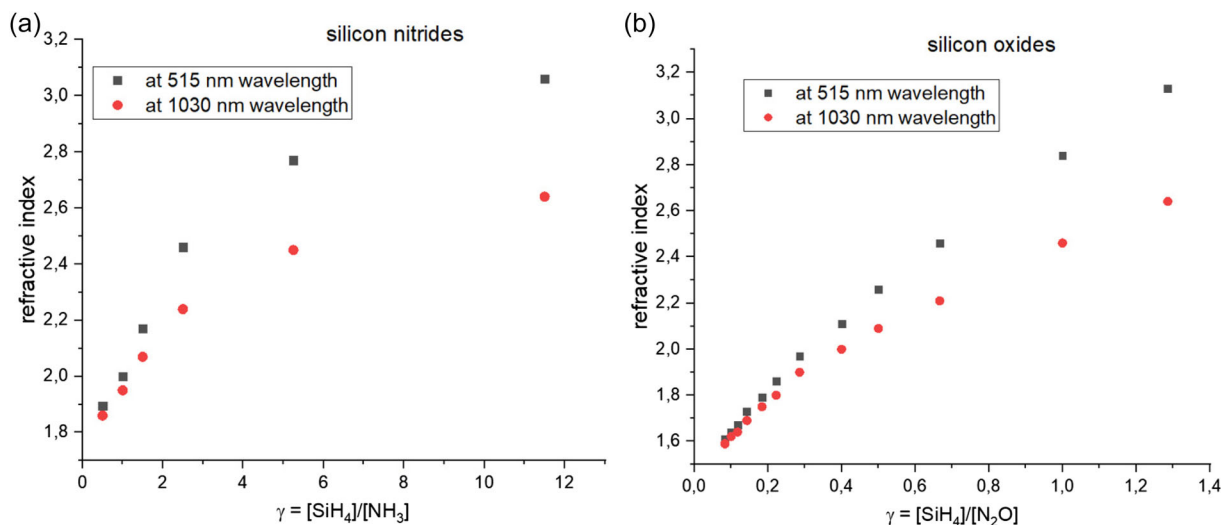 (a)
silicon nitrides
at 515 nm wavelength
at 1030 nm wavelength
refractive index
3,2
3,0
2,8
2,6
2,4
2,2
2,0
1,8
0 2 4 6 8 10 12
γ = [SiH₄]/[NH₃]
(b)
silicon oxides
at 515 nm wavelength
at 1030 nm wavelength
refractive index
3,2
3,0
2,8
2,6
2,4
2,2
2,0
1,8
1,6
0,0 0,2 0,4 0,6 0,8 1,0 1,2 1,4
γ = [SiH₄]/[N₂O]